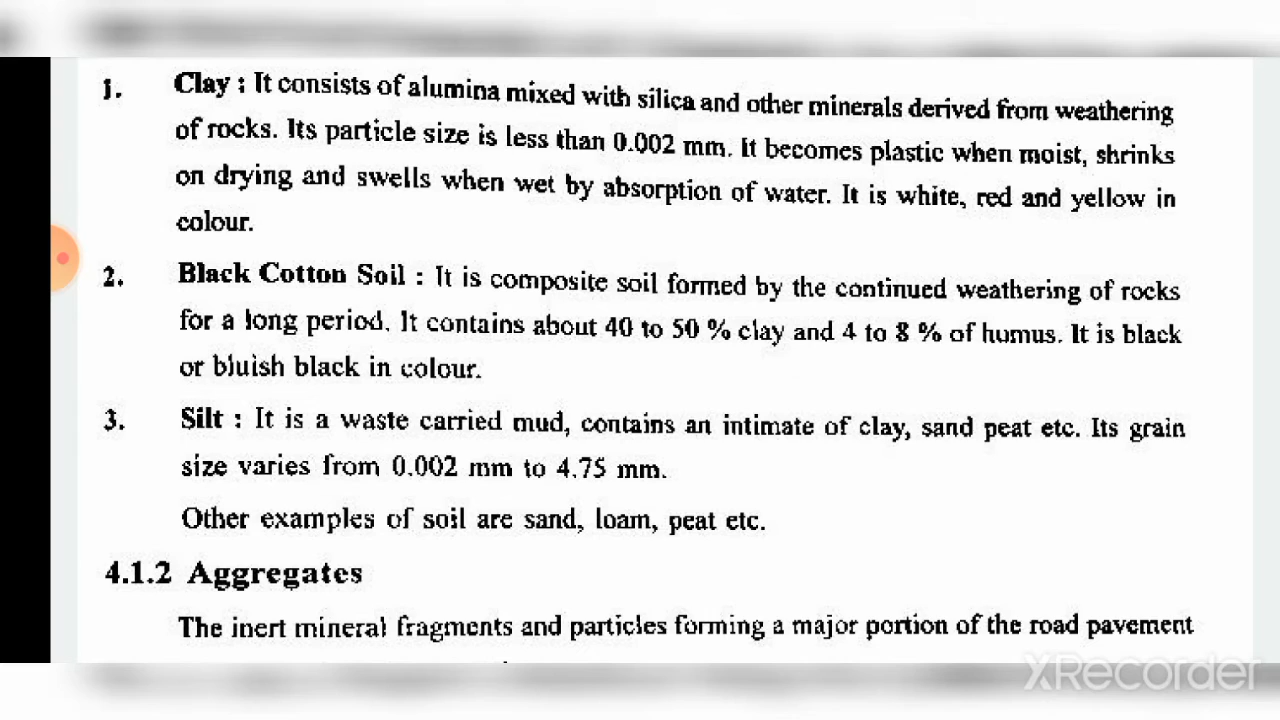 1. Clay : It consists of alumina mixed with silica and other minerals derived from weathering
of rocks. Its particle size is less than 0.002 mm. It becomes plastic when moist, shrinks
on drying and swells when wet by absorption of water. It is white, red and yellow in
colour.
2. Black Cotton Soil : It is composite soil formed by the continued weathering of rocks
for a long period. It contains about 40 to 50 % clay and 4 to 8 % of humus. It is black
or bluish black in colour.
3. Silt : It is a waste carried mud, contains an intimate of clay, sand peat etc. Its grain
size varies from 0.002 mm to 4.75 mm.
Other examples of soil are sand, loam, peat etc.
4.1.2 Aggregates
The inert mineral fragments and particles forming a major portion of the road pavement
XRecorder